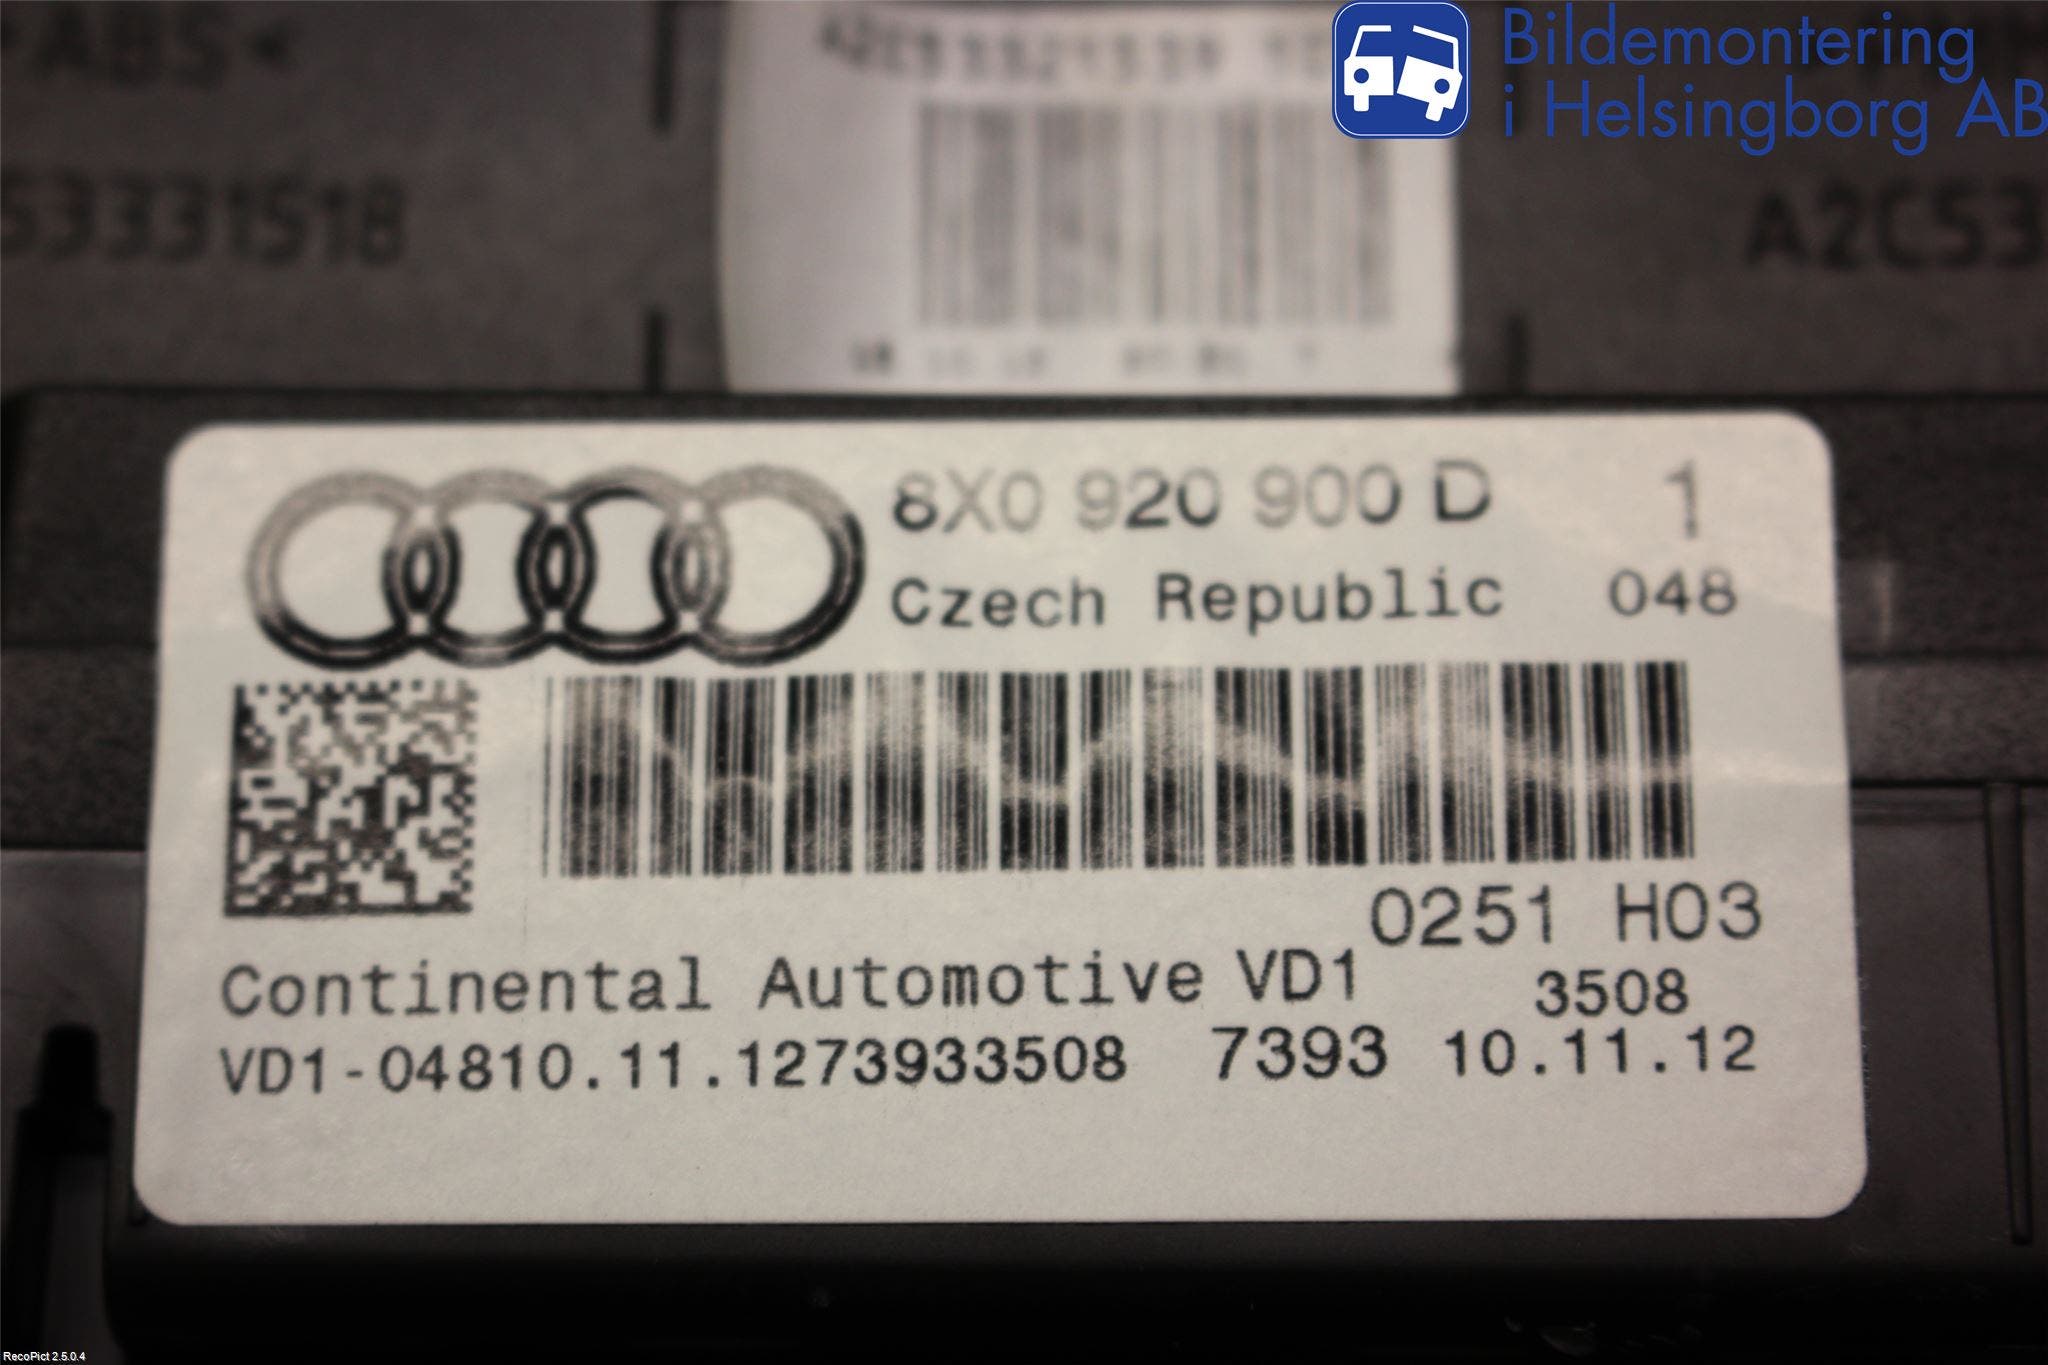 Bildemontering
i Helsingborg AB
>ABS<
53331518
A2C53
8X0 920 900 D 1
Czech Republic 048
0251 H03
Continental Automotive VD1
3508
VD1-04810.11.1273933508 7393 10.11.12
RecoPict 2.5.0.4